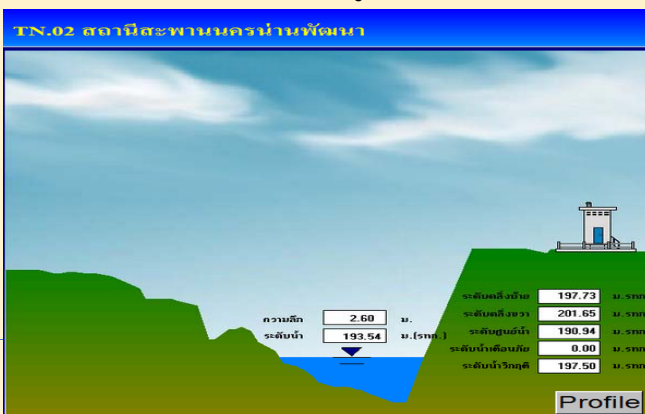 TN.02 สถานีสะพานนครน่านพัฒนา
ความลึก 2.60 ม.
ระดับน้ำ 193.54 ม.(รทก.)
ระดับตลิ่งซ้าย 197.73 ม.รทก
ระดับตลิ่งขวา 201.65 ม.รทก
ระดับศูนย์น้ำ 190.94 ม.รทก
ระดับน้ำเตือนภัย 0.00 ม.รทก
ระดับน้ำวิกฤติ 197.50 ม.รทก
Profile